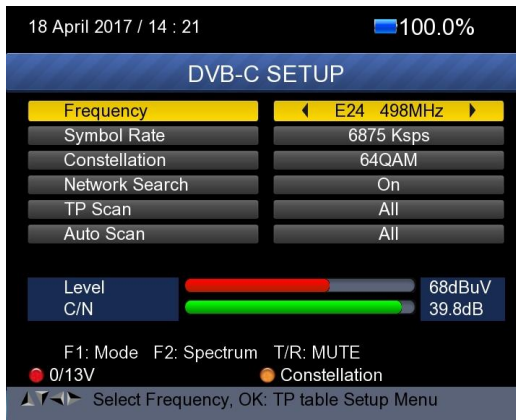 18 April 2017 / 14 : 21 100.0%
DVB-C SETUP
Frequency E24 498MHz
Symbol Rate 6875 Ksps
Constellation 64QAM
Network Search On
TP Scan All
Auto Scan All
Level 68dBuV
C/N 39.8dB
F1: Mode F2: Spectrum T/R: MUTE
0/13V Constellation
Select Frequency, OK: TP table Setup Menu